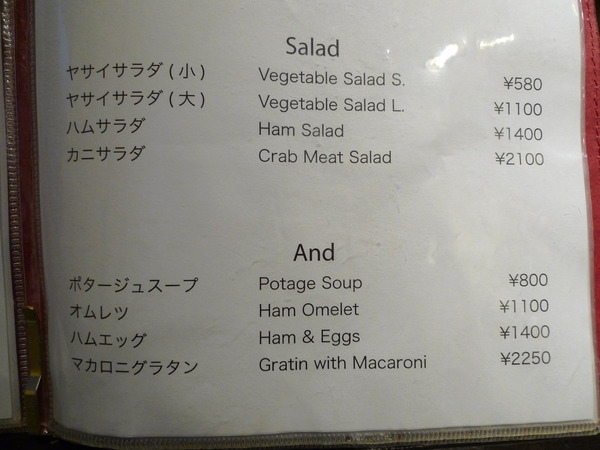 Salad
ヤサイサラダ(小) Vegetable Salad S. ¥580
ヤサイサラダ(大) Vegetable Salad L. ¥1100
ハムサラダ Ham Salad ¥1400
カニサラダ Crab Meat Salad ¥2100
And
ポタージュスープ Potage Soup ¥800
オムレツ Ham Omelet ¥1100
ハムエッグ Ham & Eggs ¥1400
マカロニグラタン Gratin with Macaroni ¥2250